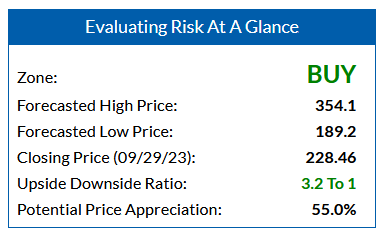 Evaluating Risk At A Glance
Zone: BUY
Forecasted High Price: 354.1
Forecasted Low Price: 189.2
Closing Price (09/29/23): 228.46
Upside Downside Ratio: 3.2 To 1
Potential Price Appreciation: 55.0%